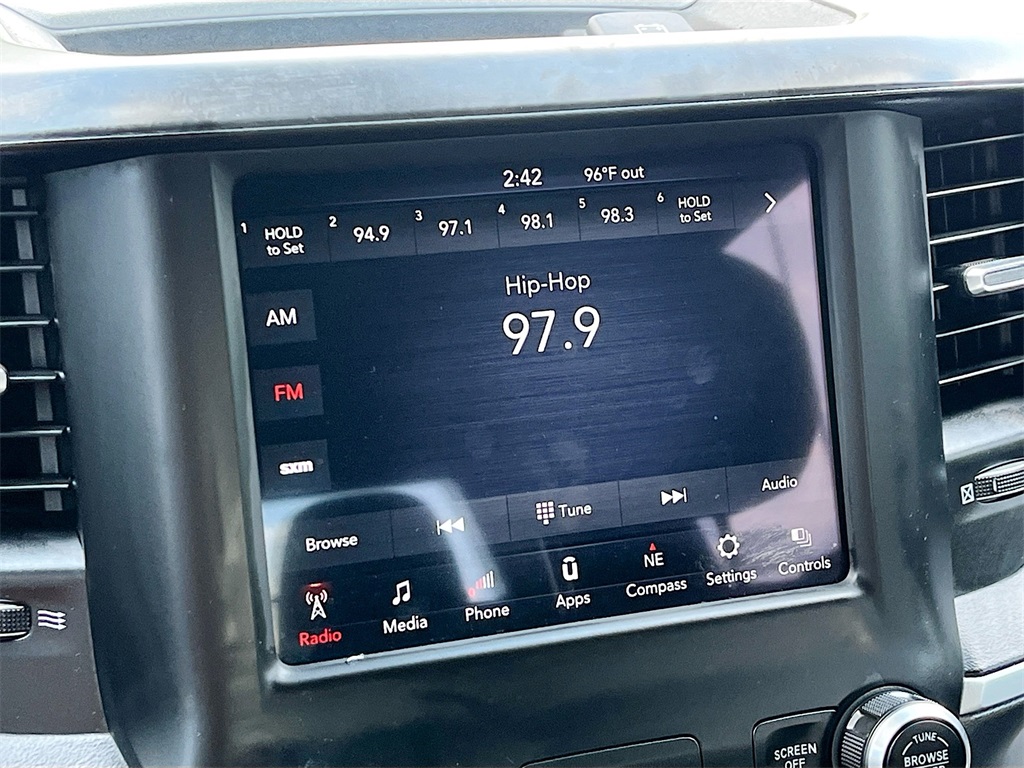 2:42 96°F out
1 HOLD to Set 2 94.9 3 97.1 4 98.1 5 98.3 6 HOLD to Set
Hip-Hop
97.9
AM
FM
sxm
Browse Tune Audio
NE
Radio Media Phone Apps Compass Settings Controls
SCREEN
OFF
TUNE
BROWSE